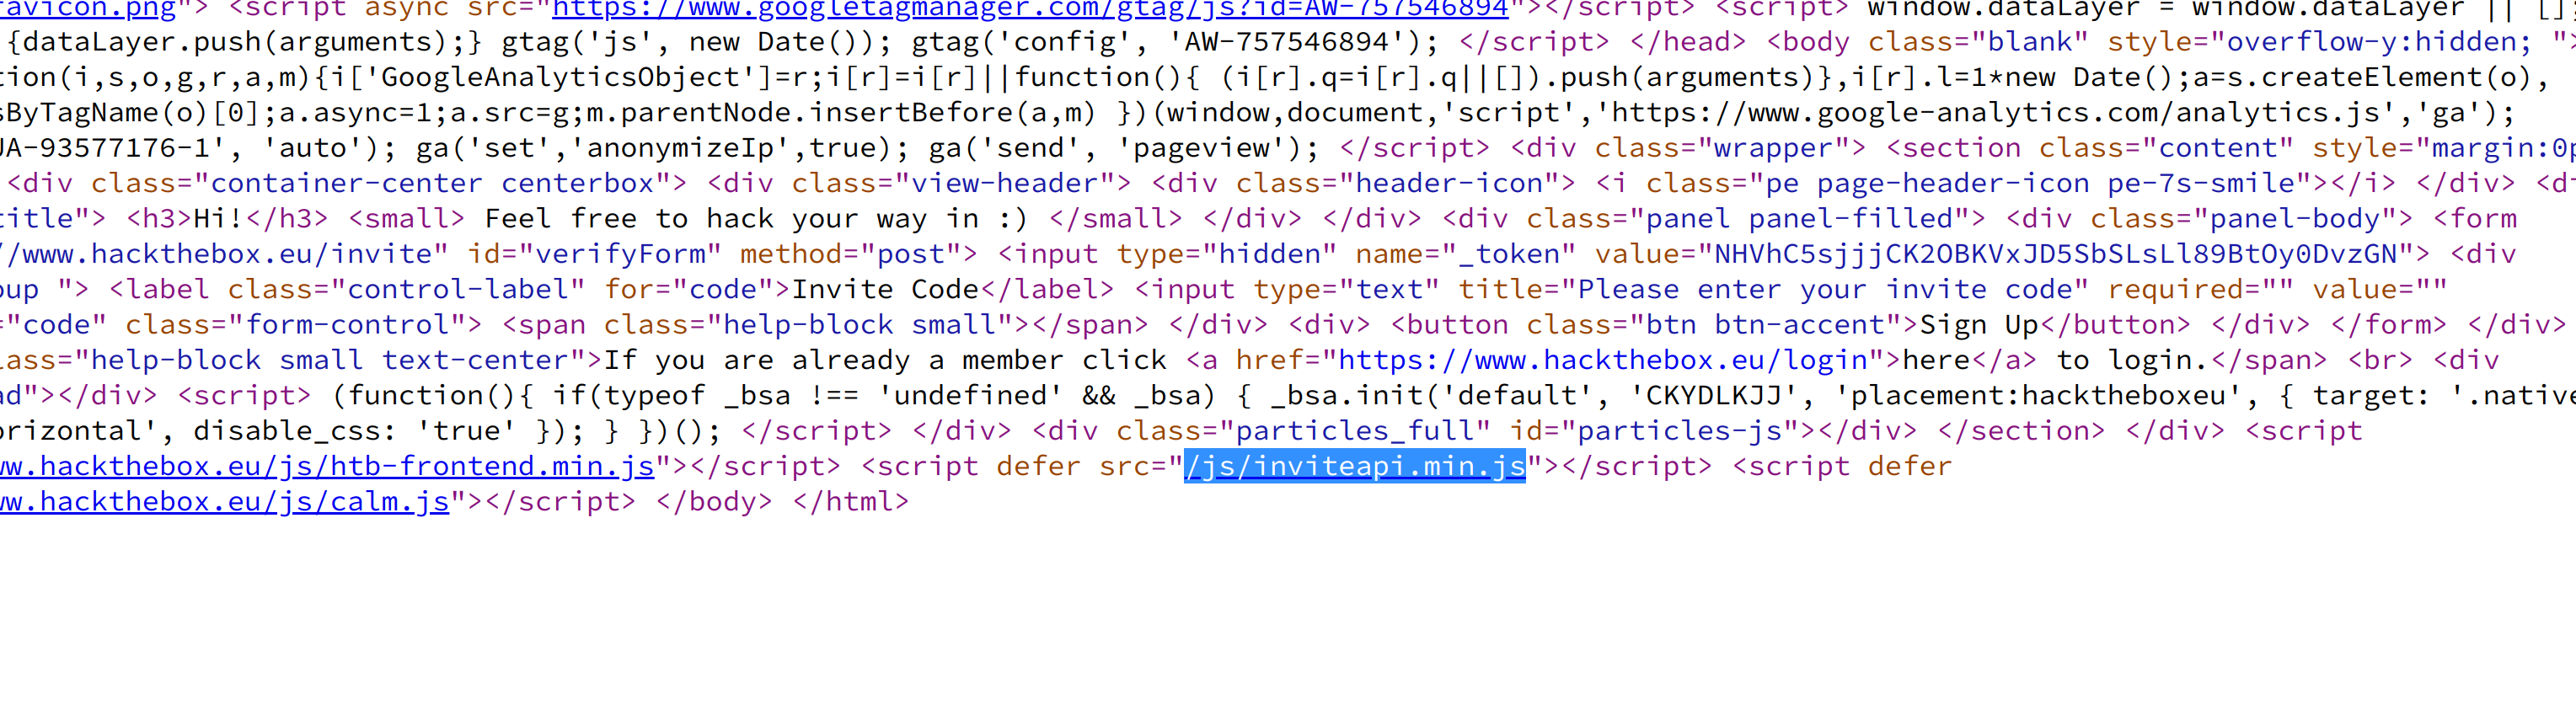 favicon.png"> <script async src="https://www.googletagmanager.com/gtag/js?id=AW-757546894"></script> <script> window.dataLayer = window.dataLayer || [];
{dataLayer.push(arguments);} gtag('js', new Date()); gtag('config', 'AW-757546894'); </script> </head> <body class="blank" style="overflow-y:hidden; ">
tion(i,s,o,g,r,a,m){i['GoogleAnalyticsObject']=r;i[r]=i[r]||function(){ (i[r].q=i[r].q||[]).push(arguments)},i[r].l=1*new Date();a=s.createElement(o),
sByTagName(o)[0];a.async=1;a.src=g;m.parentNode.insertBefore(a,m) })(window,document,'script','https://www.google-analytics.com/analytics.js','ga');
UA-93577176-1', 'auto'); ga('set','anonymizeIp',true); ga('send', 'pageview'); </script> <div class="wrapper"> <section class="content" style="margin:0p
<div class="container-center centerbox"> <div class="view-header"> <div class="header-icon"> <i class="pe page-header-icon pe-7s-smile"></i> </div> <di
title"> <h3>Hi!</h3> <small> Feel free to hack your way in :) </small> </div> </div> <div class="panel panel-filled"> <div class="panel-body"> <form
//www.hackthebox.eu/invite" id="verifyForm" method="post"> <input type="hidden" name="_token" value="NHVhC5sjjjCK2OBKVxJD5SbSLsLl89BtOy0DvzGN"> <div
oup "> <label class="control-label" for="code">Invite Code</label> <input type="text" title="Please enter your invite code" required="" value=""
="code" class="form-control"> <span class="help-block small"></span> </div> <div> <button class="btn btn-accent">Sign Up</button> </div> </form> </div>
lass="help-block small text-center">If you are already a member click <a href="https://www.hackthebox.eu/login">here</a> to login.</span> <br> <div
ad"></div> <script> (function(){ if(typeof _bsa !== 'undefined' && _bsa) { _bsa.init('default', 'CKYDLKJJ', 'placement:hacktheboxeu', { target: '.native
orizontal', disable_css: 'true' }); } })(); </script> </div> <div class="particles_full" id="particles-js"></div> </section> </div> <script
ww.hackthebox.eu/js/htb-frontend.min.js"></script> <script defer src="/js/inviteapi.min.js"></script> <script defer
ww.hackthebox.eu/js/calm.js"></script> </body> </html>